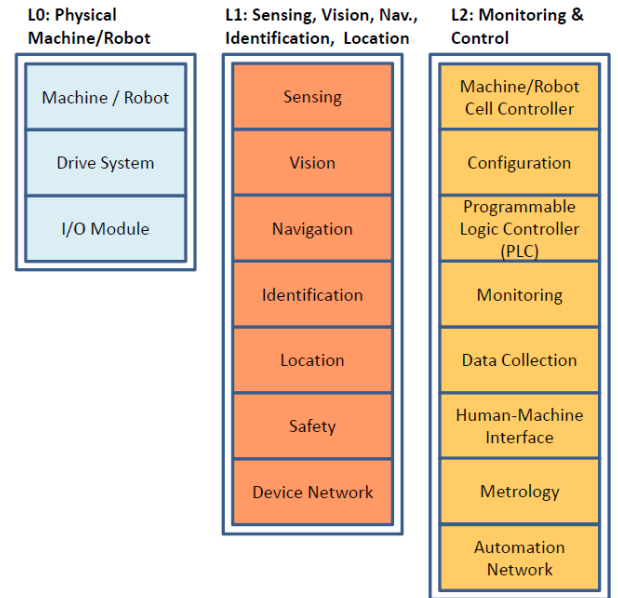 L0: Physical
Machine/Robot
Machine / Robot
Drive System
I/O Module
L1: Sensing, Vision, Nav.,
Identification, Location
Sensing
Vision
Navigation
Identification
Location
Safety
Device Network
L2: Monitoring &
Control
Machine/Robot
Cell Controller
Configuration
Programmable
Logic Controller
(PLC)
Monitoring
Data Collection
Human-Machine
Interface
Metrology
Automation
Network